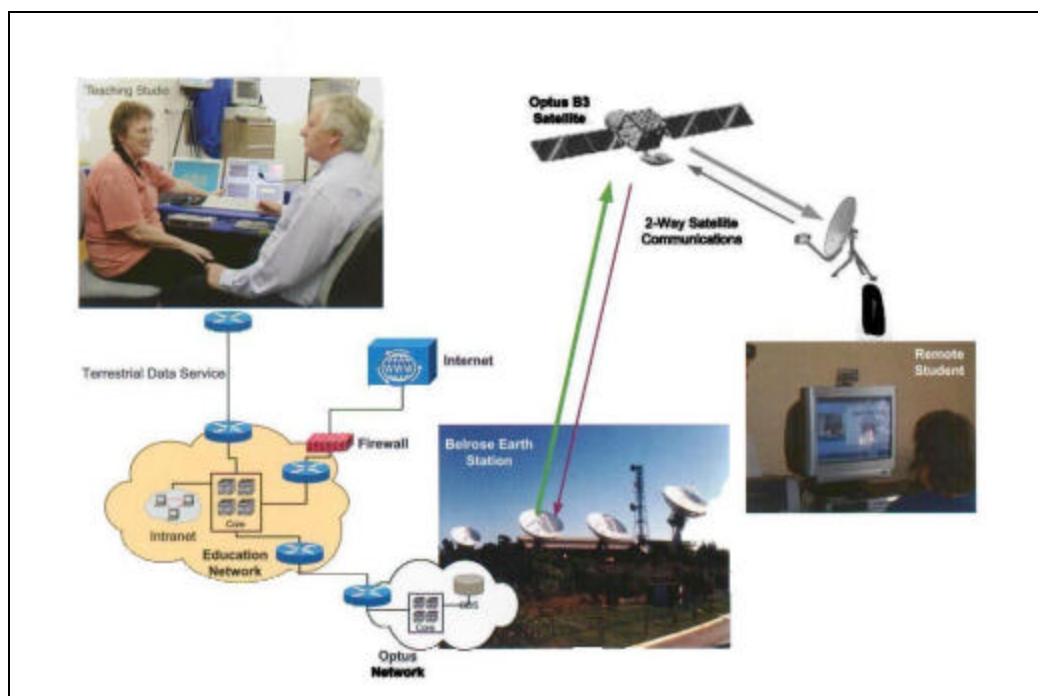 Teaching Studio
Optus B3
Satellite
2-Way Satellite
Communications
Terrestrial Data Service
Internet
WWW
Firewall
Remote
Student
Belrose Earth
Station
Intranet
Core
Education
Network
Core
Optus
Network